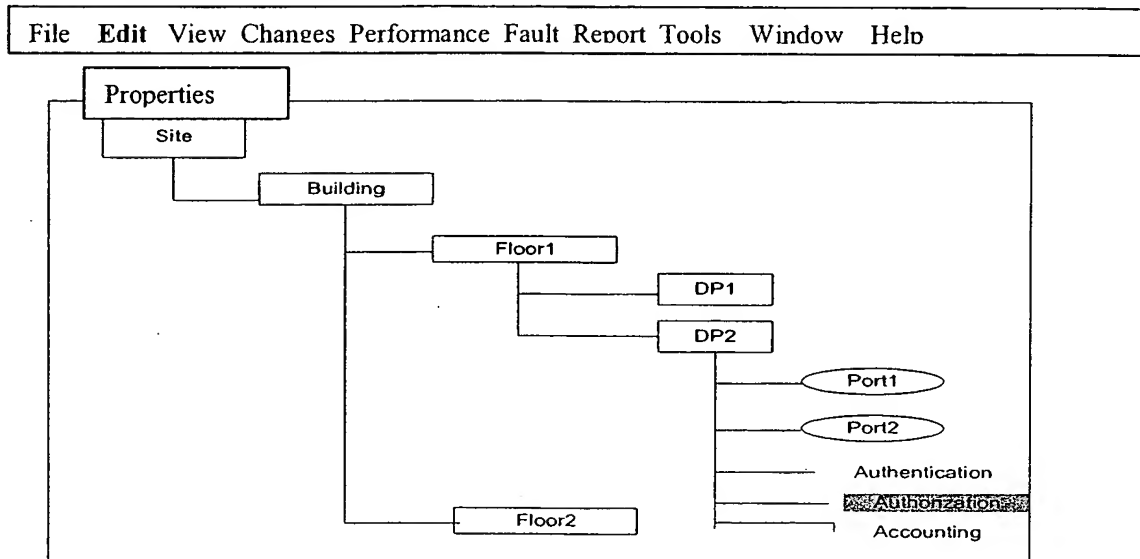 File Edit View Changes Performance Fault Report Tools Window Help
Properties
Site
Building
Floor1
DP1
DP2
Port1
Port2
Authentication
Authorization
Accounting
Floor2